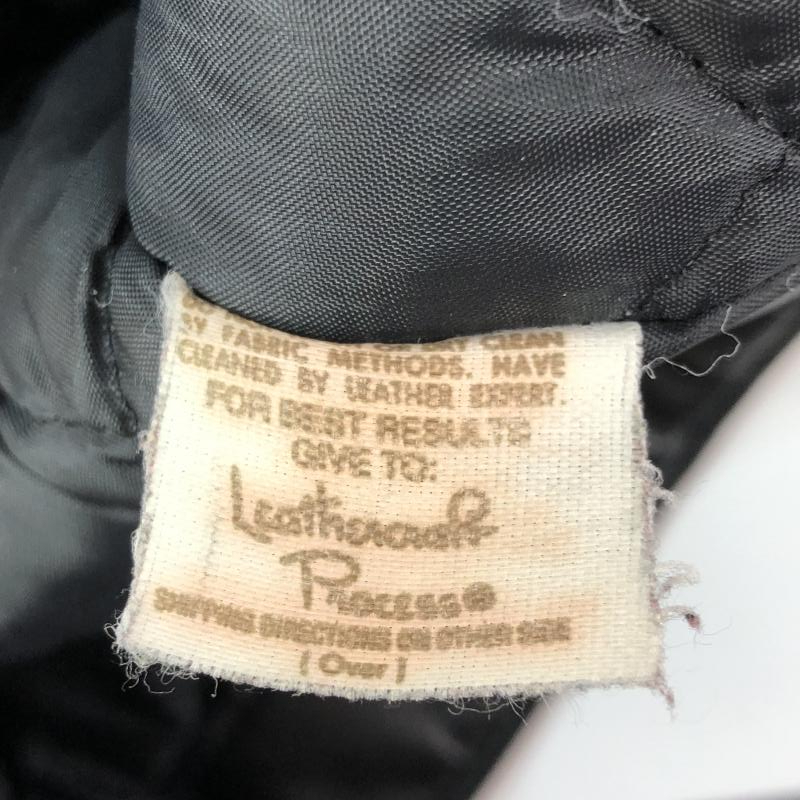 CLEAN
BY FABRIC METHODS. HAVE
CLEANED BY LEATHER EXPERT.
FOR BEST RESULTS
GIVE TO:
Leathercraft
Process®
SHIPPING DIRECTIONS ON OTHER SIDE
(Over)